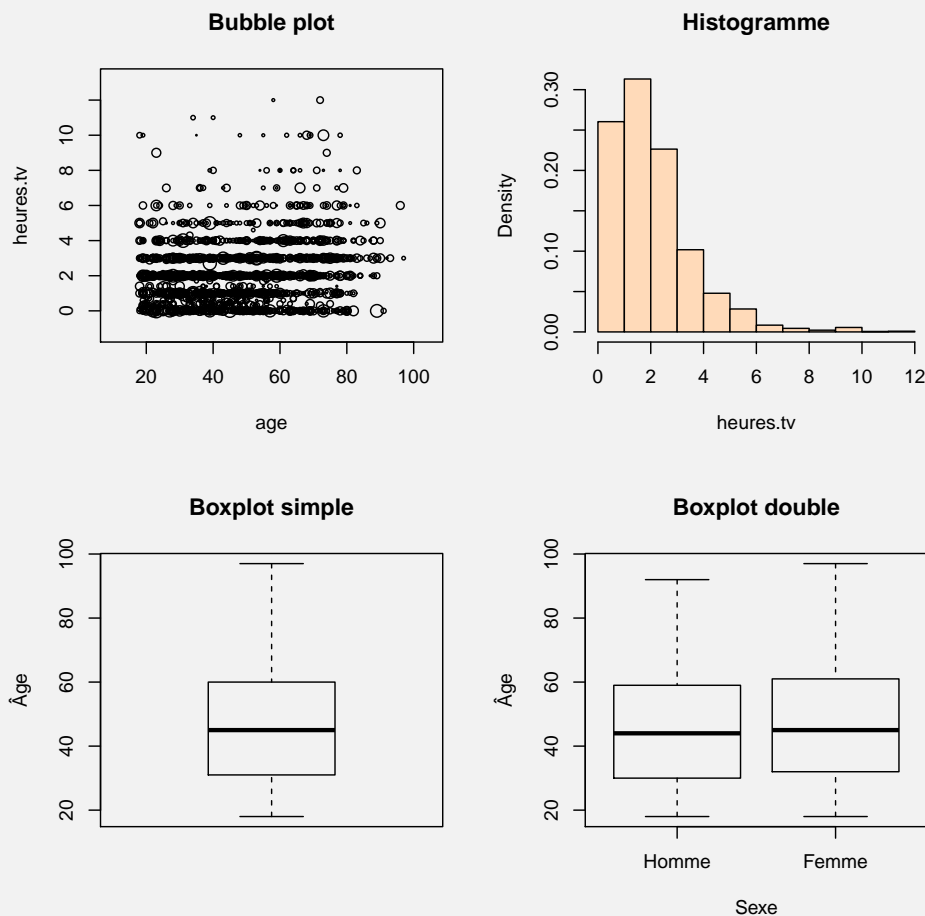 Bubble plot
heures.tv
0 2 4 6 8 10
20 40 60 80 100
age
Histogramme
Density
0.00 0.10 0.20 0.30
0 2 4 6 8 10 12
heures.tv
Boxplot simple
Âge
20 40 60 80 100
Boxplot double
Âge
20 40 60 80 100
Homme Femme
Sexe